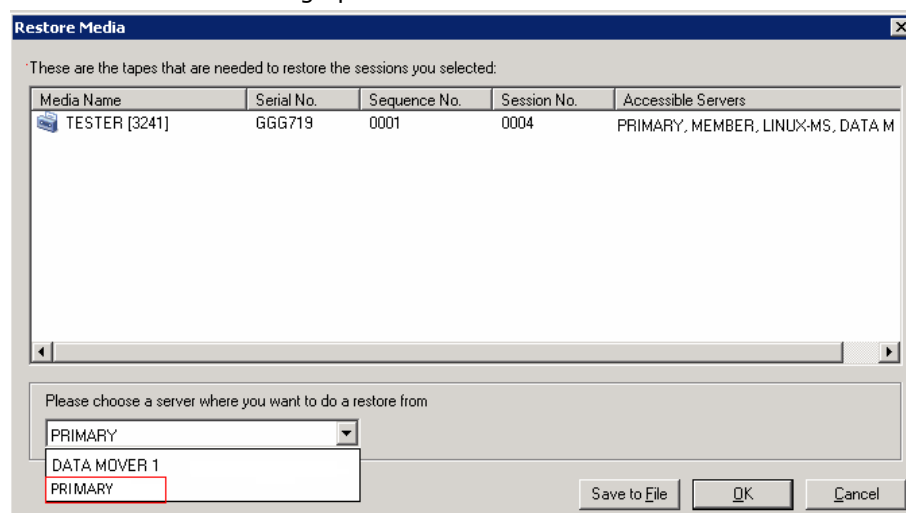 Restore Media
These are the tapes that are needed to restore the sessions you selected:
Media Name Serial No. Sequence No. Session No. Accessible Servers
TESTER [3241] GGG719 0001 0004 PRIMARY, MEMBER, LINUX-MS, DATA M
Please choose a server where you want to do a restore from
PRIMARY
DATA MOVER 1
PRIMARY
Save to File OK Cancel